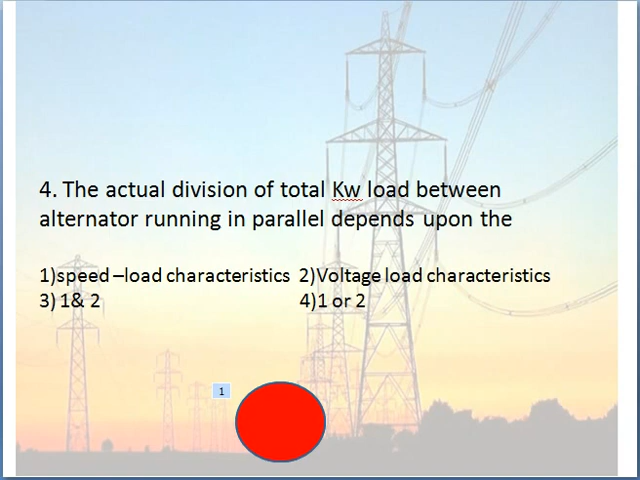 4. The actual division of total Kw load between
alternator running in parallel depends upon the
1)speed –load characteristics 2)Voltage load characteristics
3) 1& 2 4)1 or 2
1